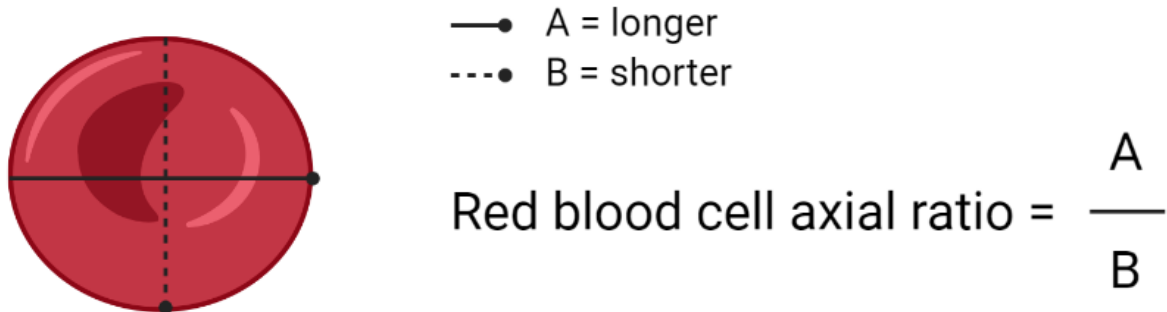 A = longer
B = shorter
Red blood cell axial ratio =
A
B